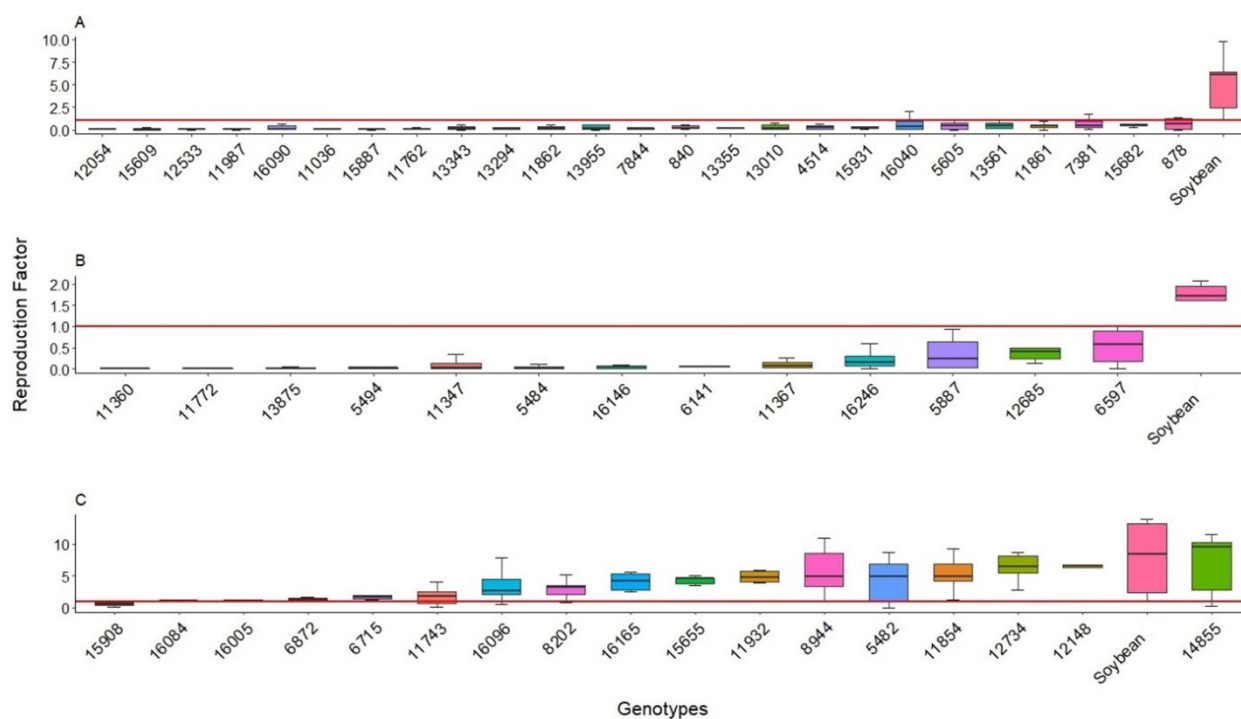 A
10.0
7.5
5.0
2.5
0.0
12054 15609 12533 11987 16090 11036 15887 11762 13343 13294 11862 13955 7844 840 13355 13010 4514 15931 16040 5605 13561 11861 7381 15682 878 Soybean
Reproduction Factor
B
2.0
1.5
1.0
0.5
0.0
11360 11772 13875 5494 11347 5484 16146 6141 11367 16246 5887 12685 6597 Soybean
C
10
5
0
15908 16084 16005 6872 6715 11743 16096 8202 16165 15655 11932 8944 5482 11854 12734 12148 Soybean 14855
Genotypes